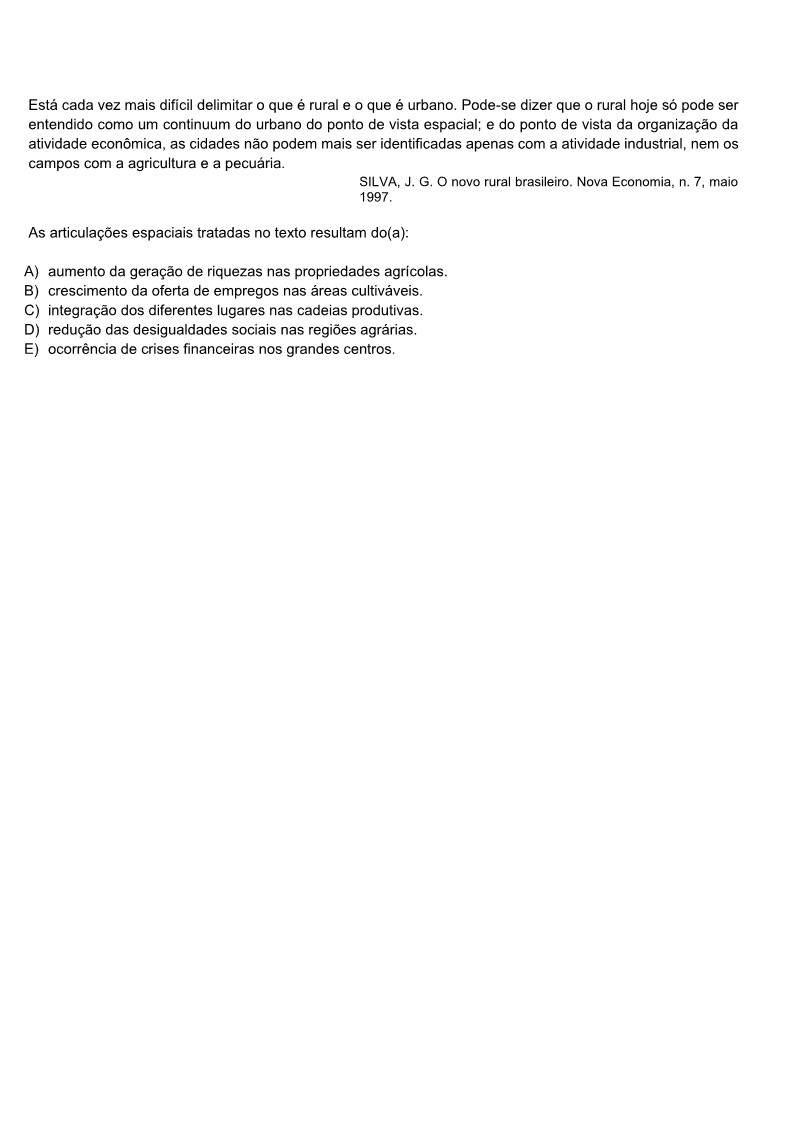 Está cada vez mais difícil delimitar o que é rural e o que é urbano. Pode-se dizer que o rural hoje só pode ser
entendido como um continuum do urbano do ponto de vista espacial; e do ponto de vista da organização da
atividade econômica, as cidades não podem mais ser identificadas apenas com a atividade industrial, nem os
campos com a agricultura e a pecuária.
SILVA, J. G. O novo rural brasileiro. Nova Economia, n. 7, maio
1997.
As articulações espaciais tratadas no texto resultam do(a):
A) aumento da geração de riquezas nas propriedades agrícolas.
B) crescimento da oferta de empregos nas áreas cultiváveis.
C) integração dos diferentes lugares nas cadeias produtivas.
D) redução das desigualdades sociais nas regiões agrárias.
E) ocorrência de crises financeiras nos grandes centros.